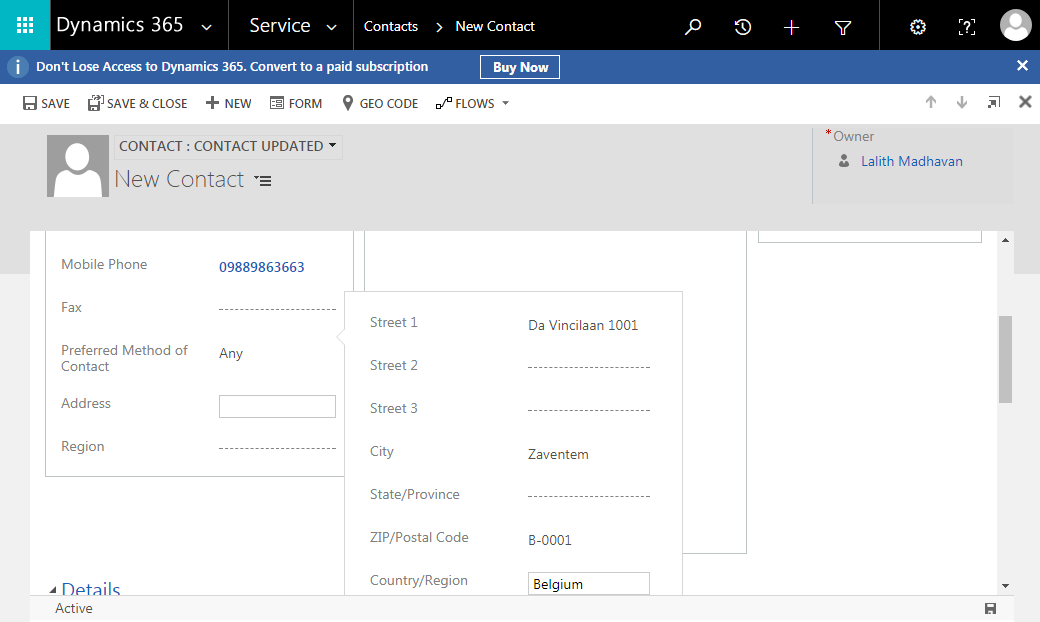 Dynamics 365
Service
Contacts
New Contact
Don't Lose Access to Dynamics 365. Convert to a paid subscription
Buy Now
SAVE
SAVE & CLOSE
NEW
FORM
GEO CODE
FLOWS
CONTACT : CONTACT UPDATED
New Contact
*Owner
Lalith Madhavan
Mobile Phone
09889863663
Fax
Preferred Method of
Contact
Any
Address
Region
Street 1
Da Vincilaan 1001
Street 2
Street 3
City
Zaventem
State/Province
ZIP/Postal Code
B-0001
Country/Region
Belgium
Details
Active